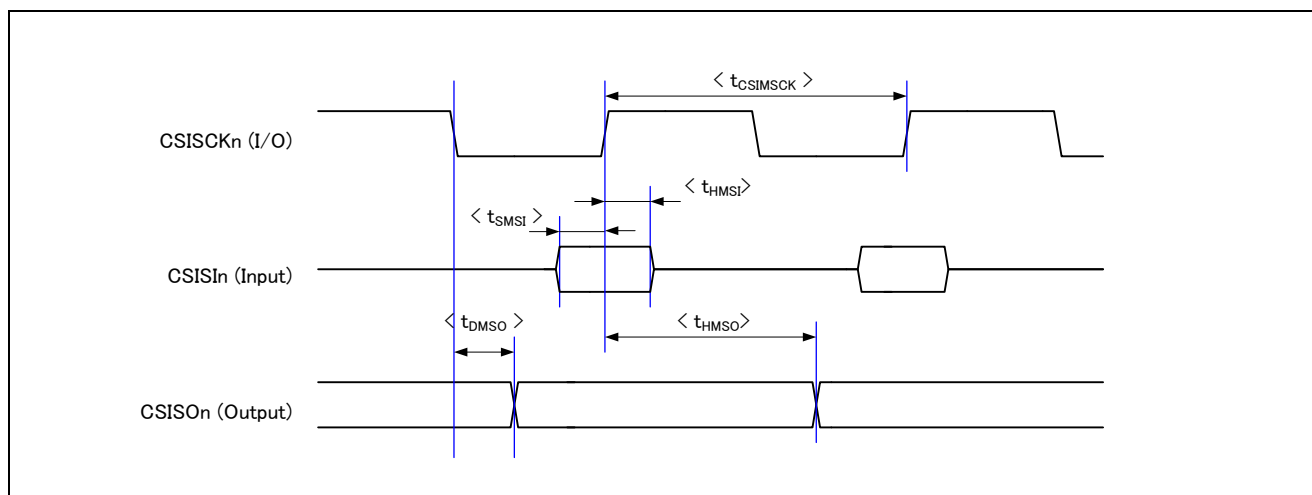 < tCSIMSCK >
CSISCKn (I/O)
< tHMSI>
< tSMSI >
CSISIn (Input)
< tDMSO >
< tHMSO>
CSISOn (Output)